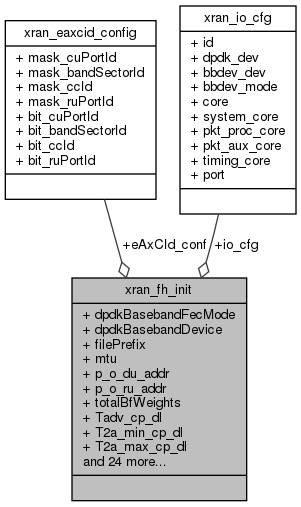 xran_eaxcid_config
+ mask_cuPortId
+ mask_bandSectorId
+ mask_ccId
+ mask_ruPortId
+ bit_cuPortId
+ bit_bandSectorId
+ bit_ccId
+ bit_ruPortId
xran_io_cfg
+ id
+ dpdk_dev
+ bbdev_dev
+ bbdev_mode
+ core
+ system_core
+ pkt_proc_core
+ pkt_aux_core
+ timing_core
+ port
+eAxCId_conf
+io_cfg
xran_fh_init
+ dpdkBasebandFecMode
+ dpdkBasebandDevice
+ filePrefix
+ mtu
+ p_o_du_addr
+ p_o_ru_addr
+ totalBfWeights
+ Tadv_cp_dl
+ T2a_min_cp_dl
+ T2a_max_cp_dl
and 24 more...